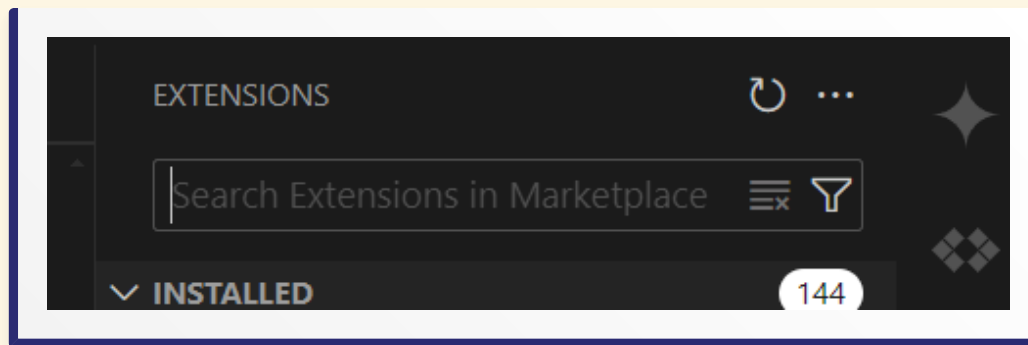 EXTENSIONS
Search Extensions in Marketplace
INSTALLED 144